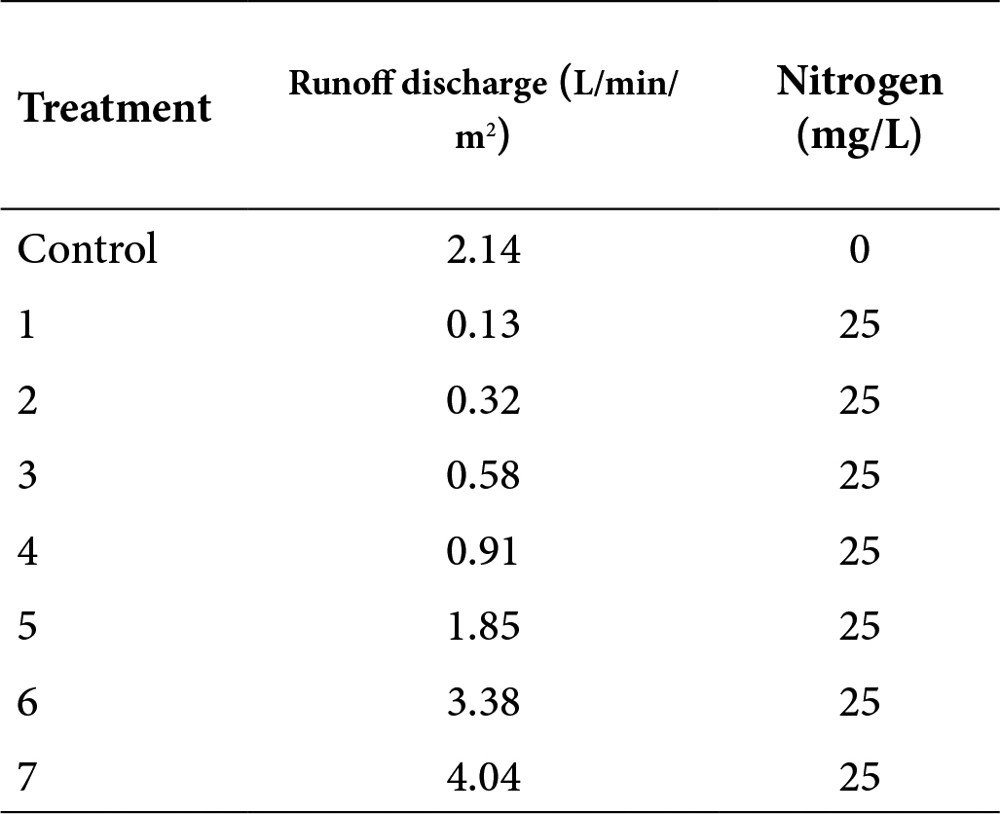 Treatment Runoff discharge (L/min/
m²) Nitrogen
(mg/L)
Control 2.14 0
1 0.13 25
2 0.32 25
3 0.58 25
4 0.91 25
5 1.85 25
6 3.38 25
7 4.04 25